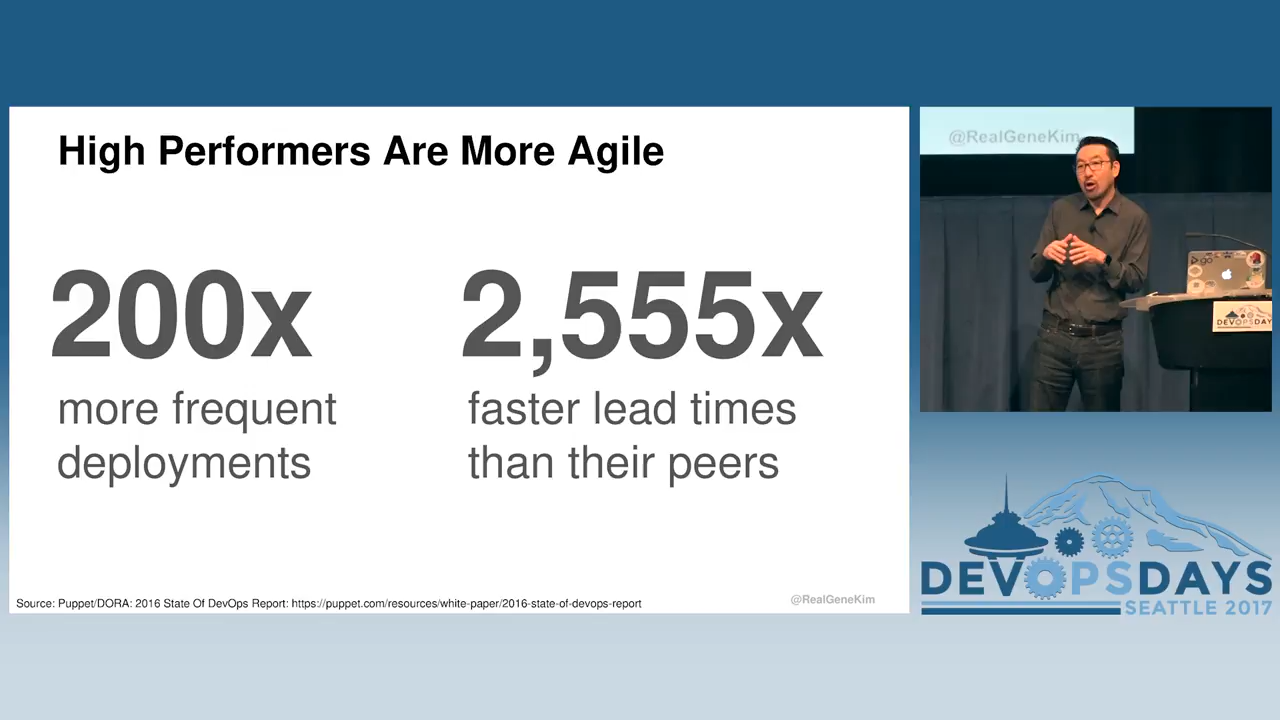 High Performers Are More Agile
200x
more frequent
deployments
2,555x
faster lead times
than their peers
Source: Puppet/DORA: 2016 State Of DevOps Report: https://puppet.com/resources/white-paper/2016-state-of-devops-report
@RealGeneKim
@RealGeneKim
go
DEVOPSDAY
DEVOPSDAYS
SEATTLE 2017